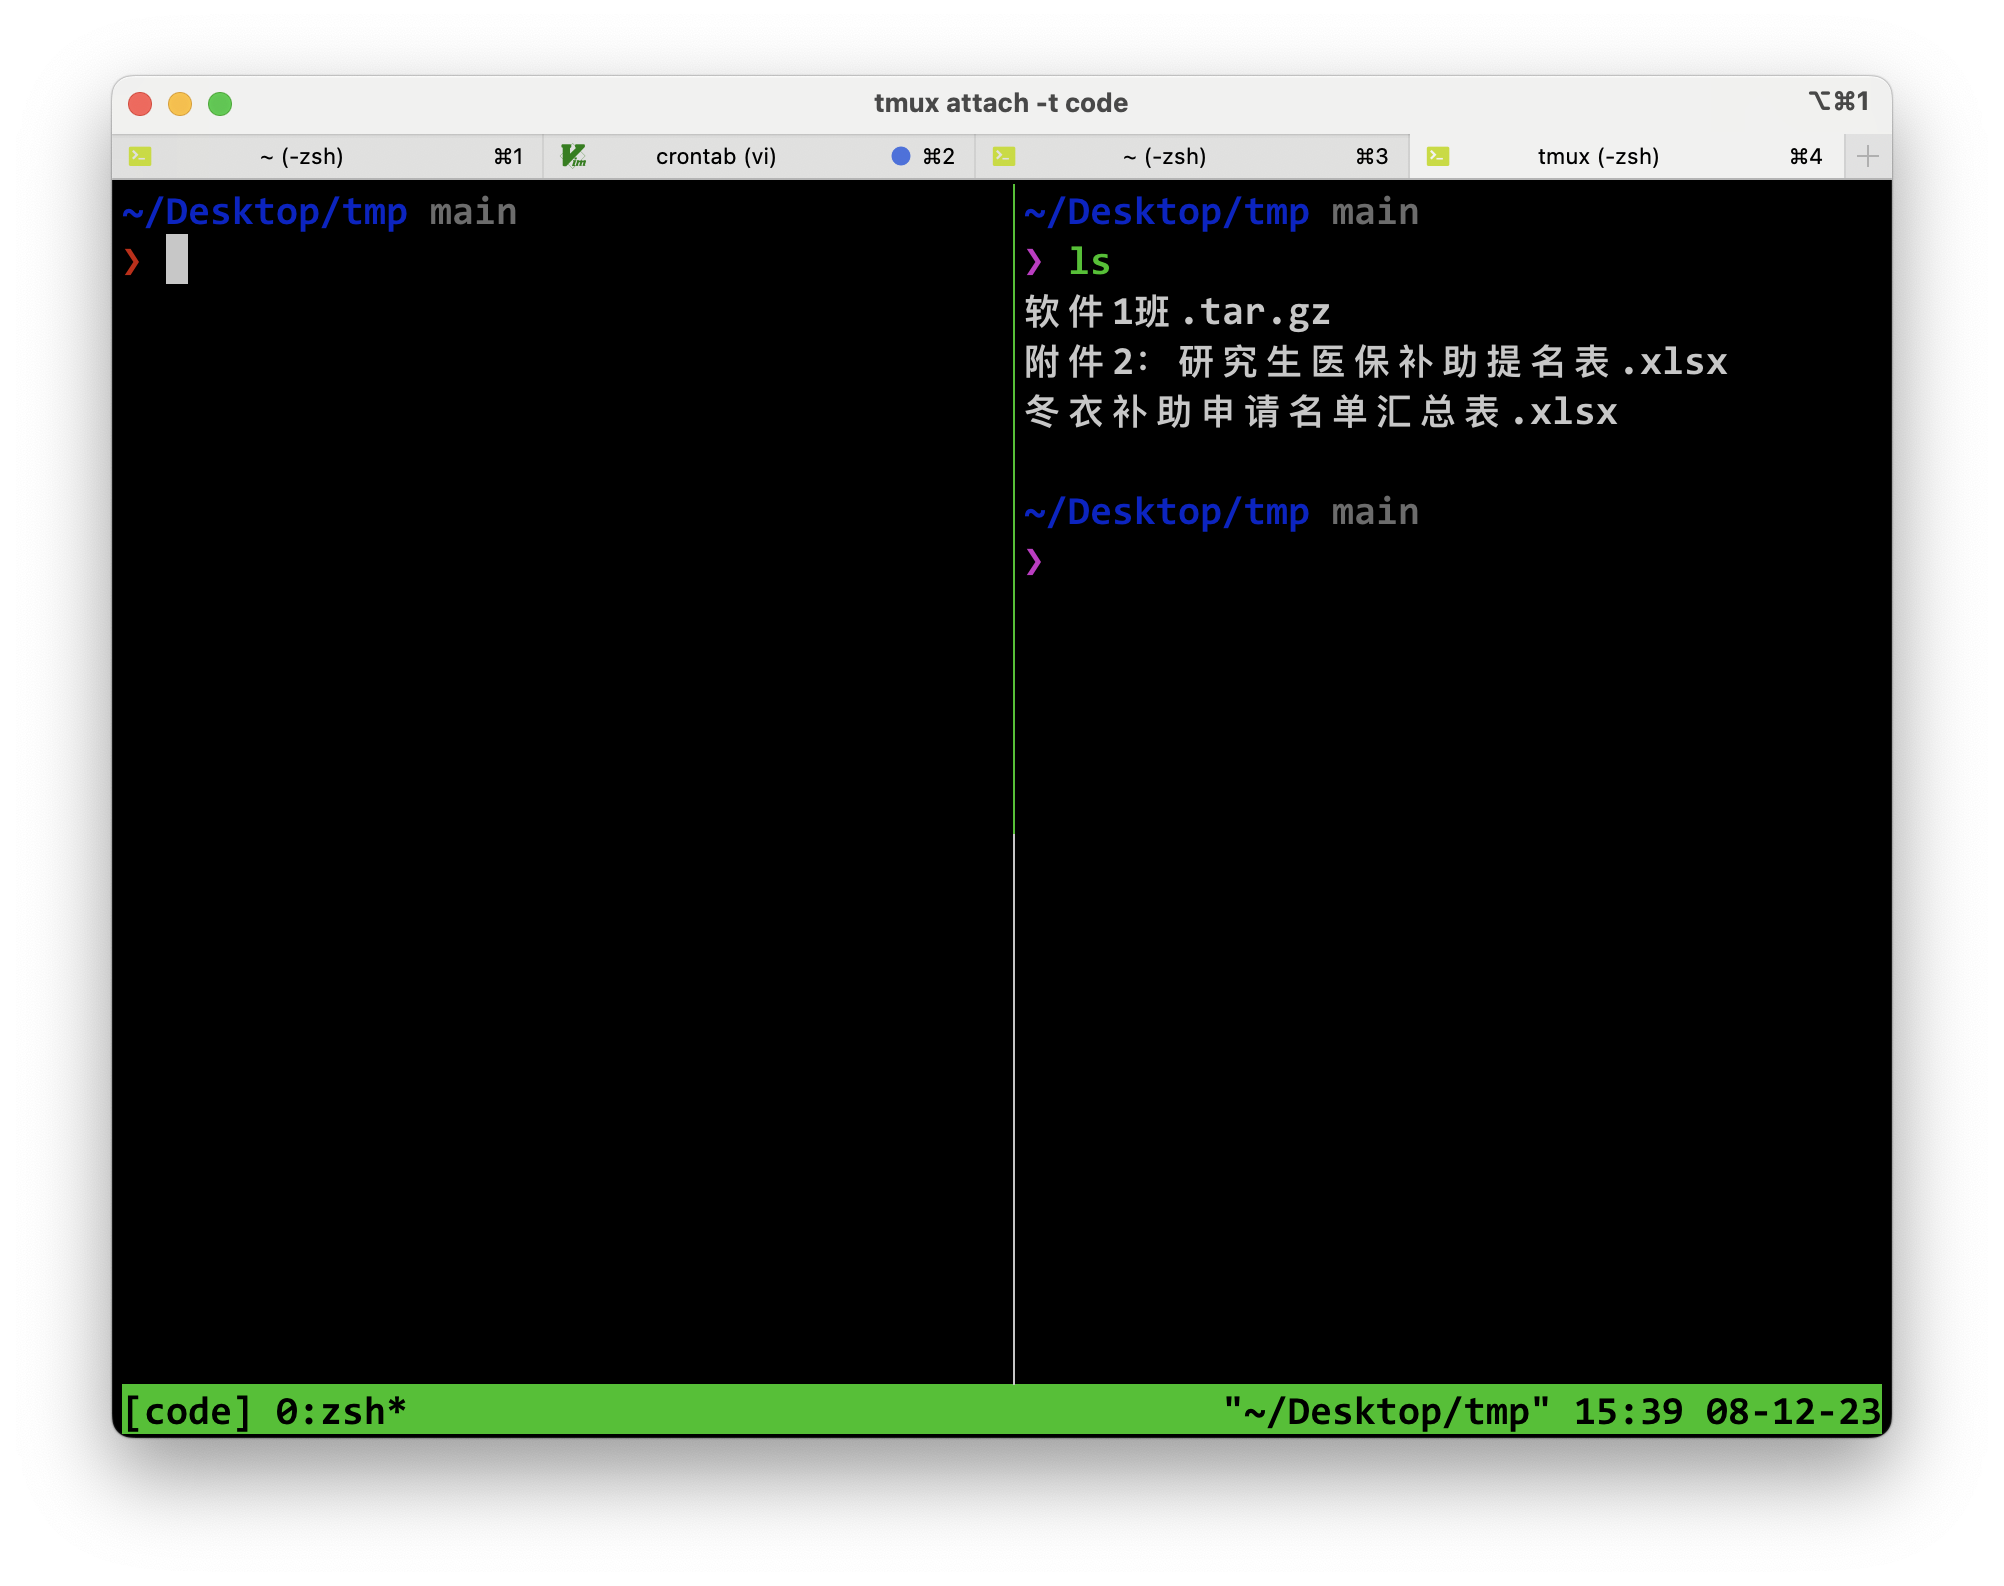 tmux attach -t code
⌥⌘1
~ (-zsh) ⌘1
Vim crontab (vi) ⌘2
~ (-zsh) ⌘3
tmux (-zsh) ⌘4
~/Desktop/tmp main
❯
~/Desktop/tmp main
❯ ls
软件1班.tar.gz
附件2：研究生医保补助提名表.xlsx
冬衣补助申请名单汇总表.xlsx
~/Desktop/tmp main
❯
[code] 0:zsh* "~/Desktop/tmp" 15:39 08-12-23